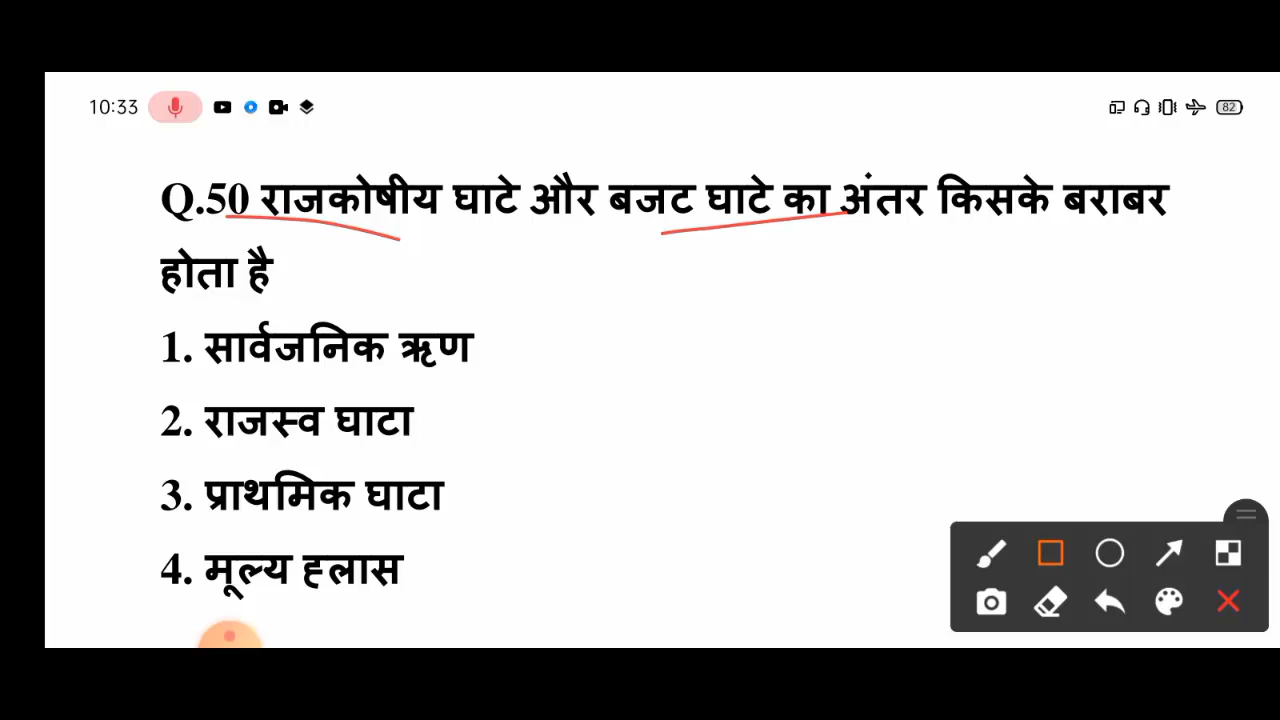 10:33
82
Q.50 राजकोषीय घाटे और बजट घाटे का अंतर किसके बराबर
होता है
1. सार्वजनिक ऋण
2. राजस्व घाटा
3. प्राथमिक घाटा
4. मूल्य ह्लास